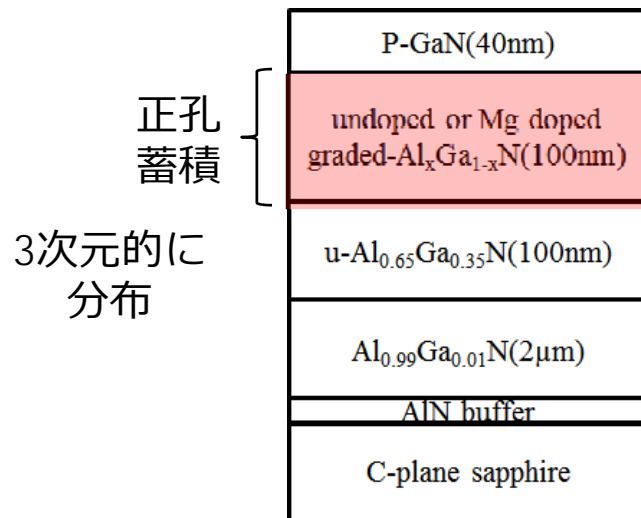 P-GaN(40nm)
正孔
蓄積
undoped or Mg doped
graded-AlxGa1-xN(100nm)
3次元的に
分布
u-Al0.65Ga0.35N(100nm)
Al0.99Ga0.01N(2μm)
AlN buffer
C-plane sapphire